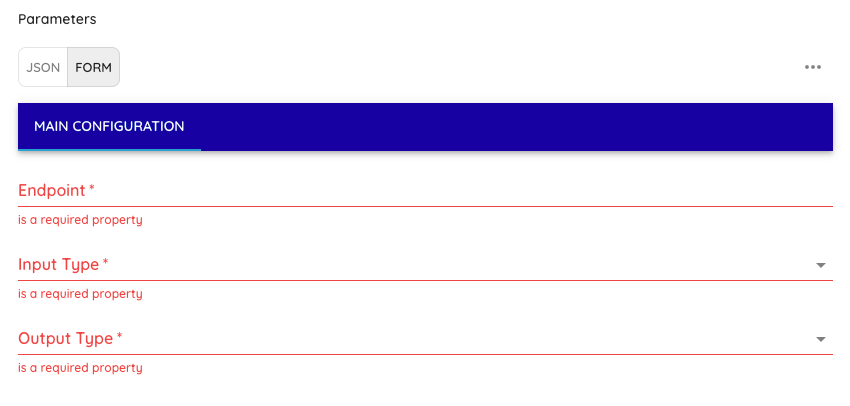 Parameters
JSON FORM
MAIN CONFIGURATION
Endpoint *
is a required property
Input Type *
is a required property
Output Type *
is a required property